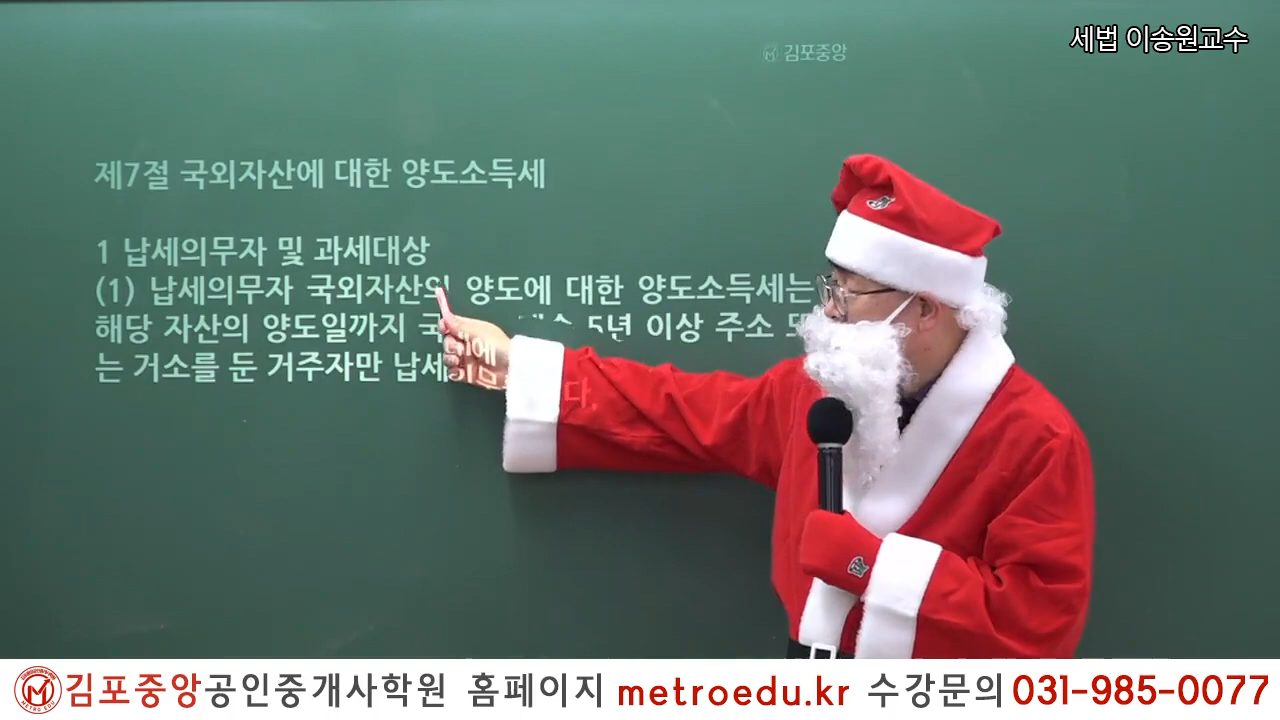 세법 이송원교수
김포중앙
제7절 국외자산에 대한 양도소득세
1 납세의무자 및 과세대상
(1) 납세의무자 국외자산의 양도에 대한 양도소득세는
해당 자산의 양도일까지 5년 이상 주소
는 거소를 둔 거주자만 다.
김포중앙공인중개사학원 홈페이지 metroedu.kr 수강문의 031-985-0077